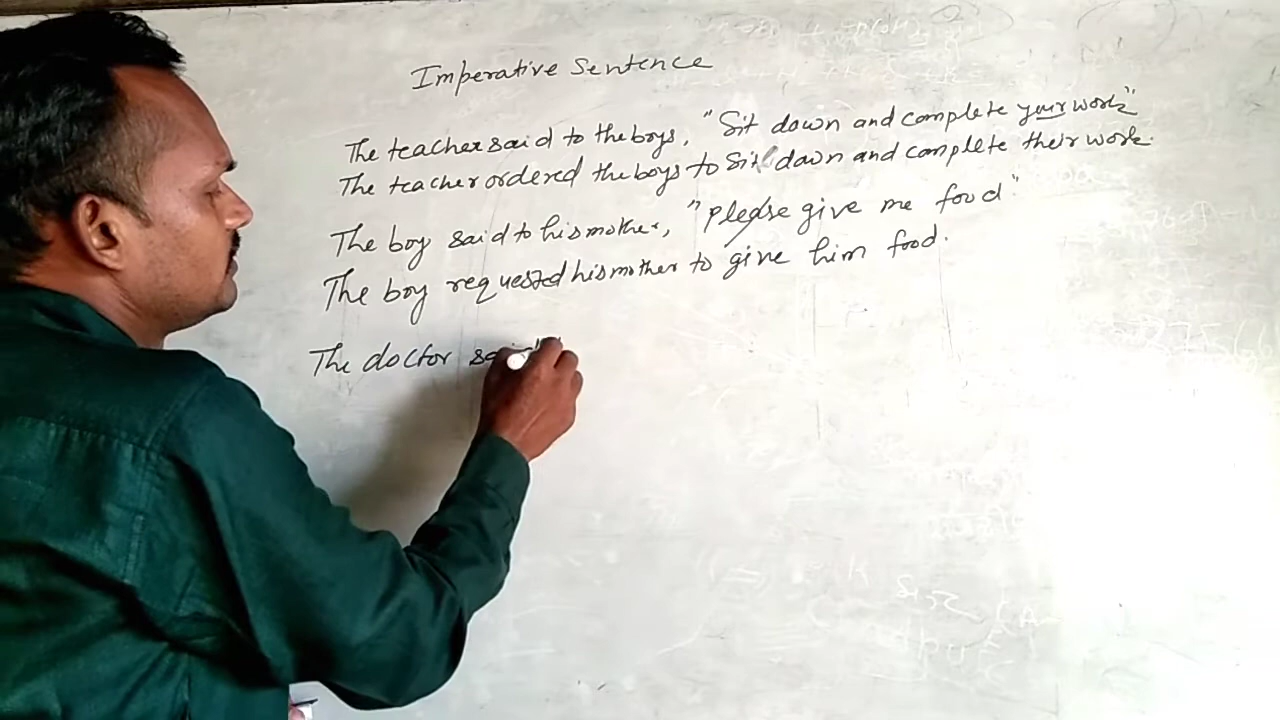 Imperative Sentence
The teacher said to the boys, "Sit down and complete your work"
The teacher ordered the boys to sit down and complete their work.
The boy said to his mother, "please give me food"
The boy requested his mother to give him food.
The doctor said